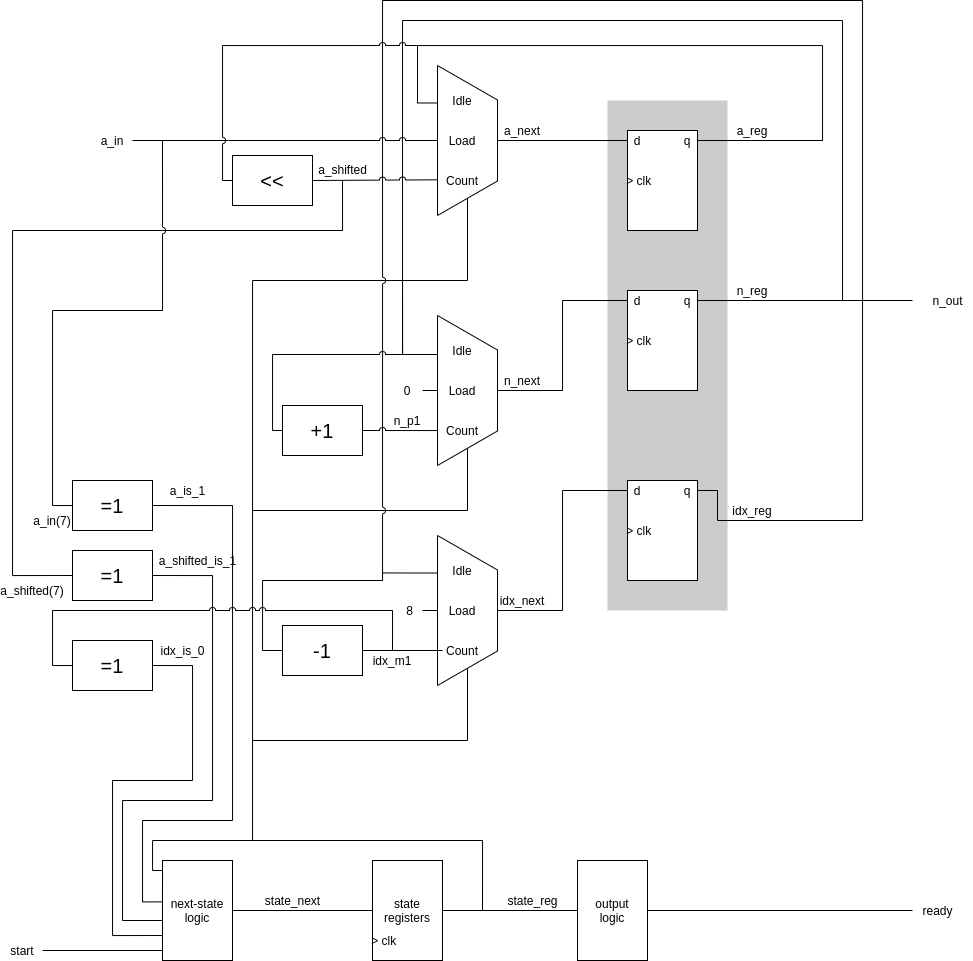 Idle
a_in
Load
a_next
d
q
a_reg
<<
a_shifted
Count
> clk
Idle
n_next
d
q
n_reg
n_out
> clk
0
Load
+1
n_p1
Count
=1
a_is_1
a_in(7)
d
q
idx_reg
> clk
=1
a_shifted_is_1
a_shifted(7)
Idle
8
Load
idx_next
=1
idx_is_0
-1
idx_m1
Count
next-state
logic
state_next
state
registers
> clk
state_reg
output
logic
ready
start